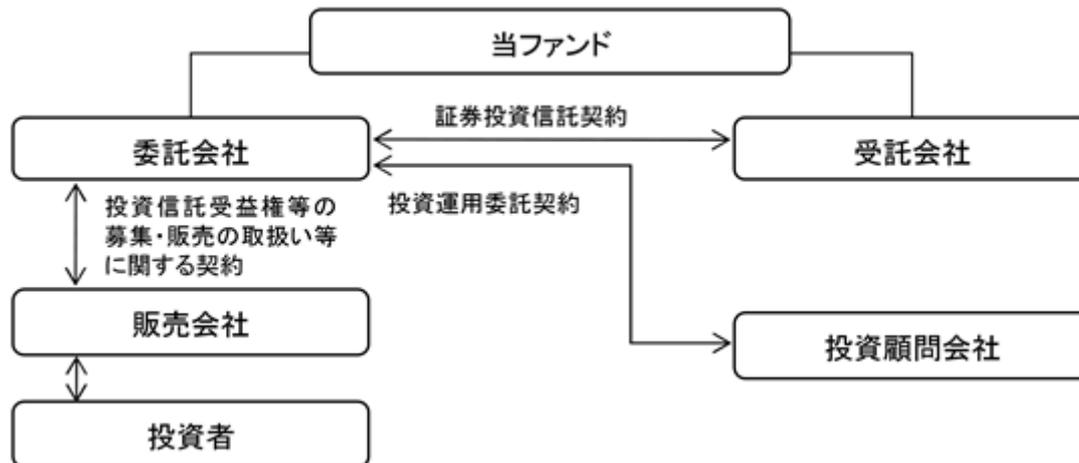 当ファンド
証券投資信託契約
委託会社
受託会社
投資運用委託契約
投資信託受益権等の
募集・販売の取扱い等
に関する契約
販売会社
投資顧問会社
投資者